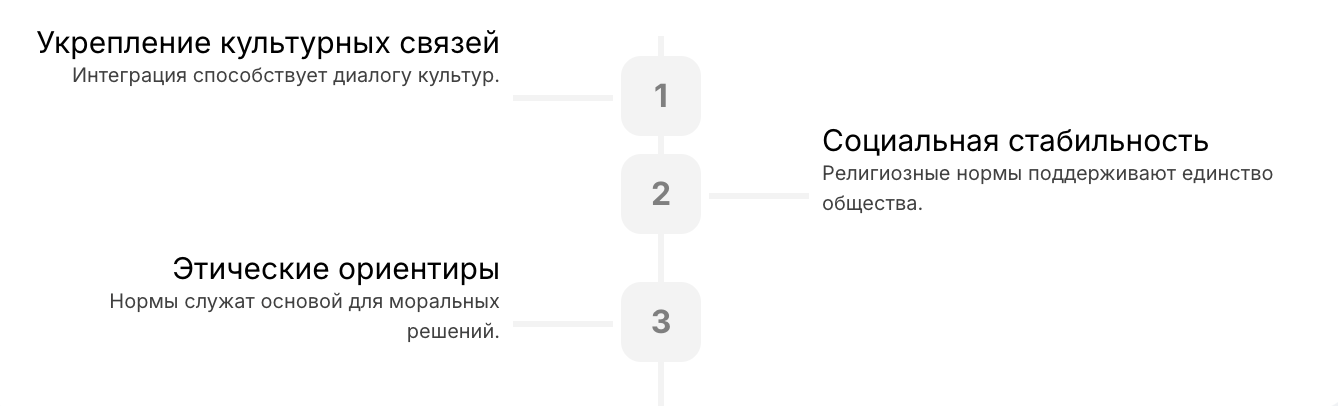 Укрепление культурных связей
Интеграция способствует диалогу культур.
1
2
Социальная стабильность
Религиозные нормы поддерживают единство
общества.
Этические ориентиры
Нормы служат основой для моральных
решений.
3